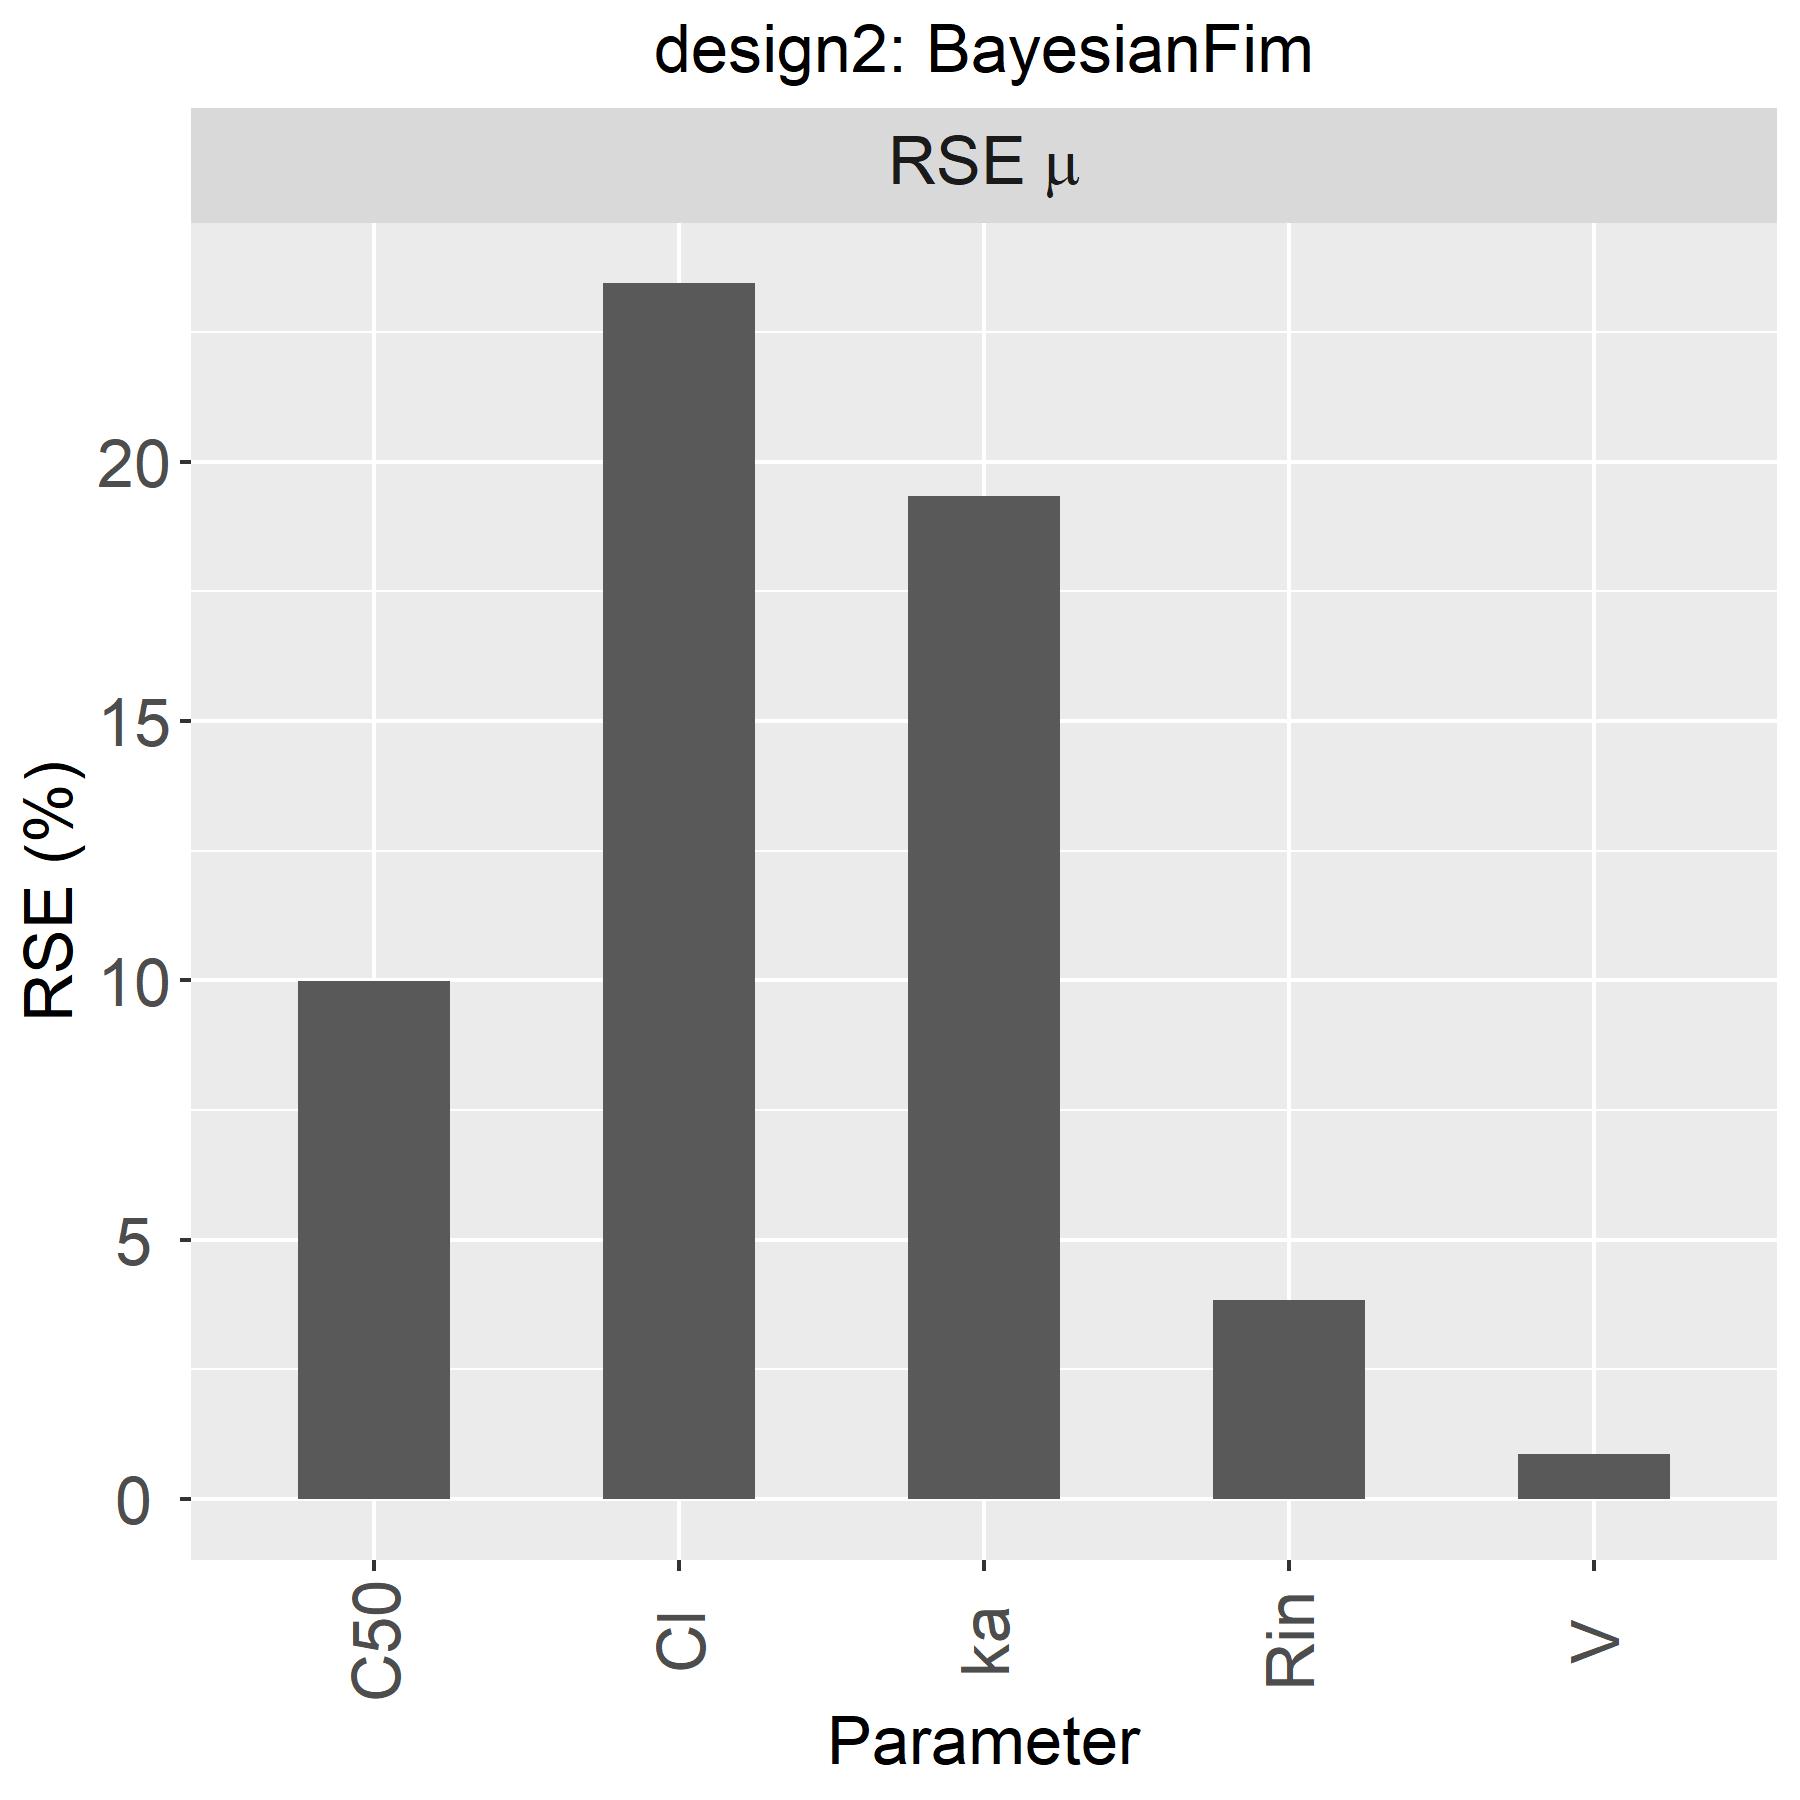 design2: BayesianFim
RSE μ
20
15
10
5
0
RSE (%)
C50
Cl
ka
Rin
V
Parameter